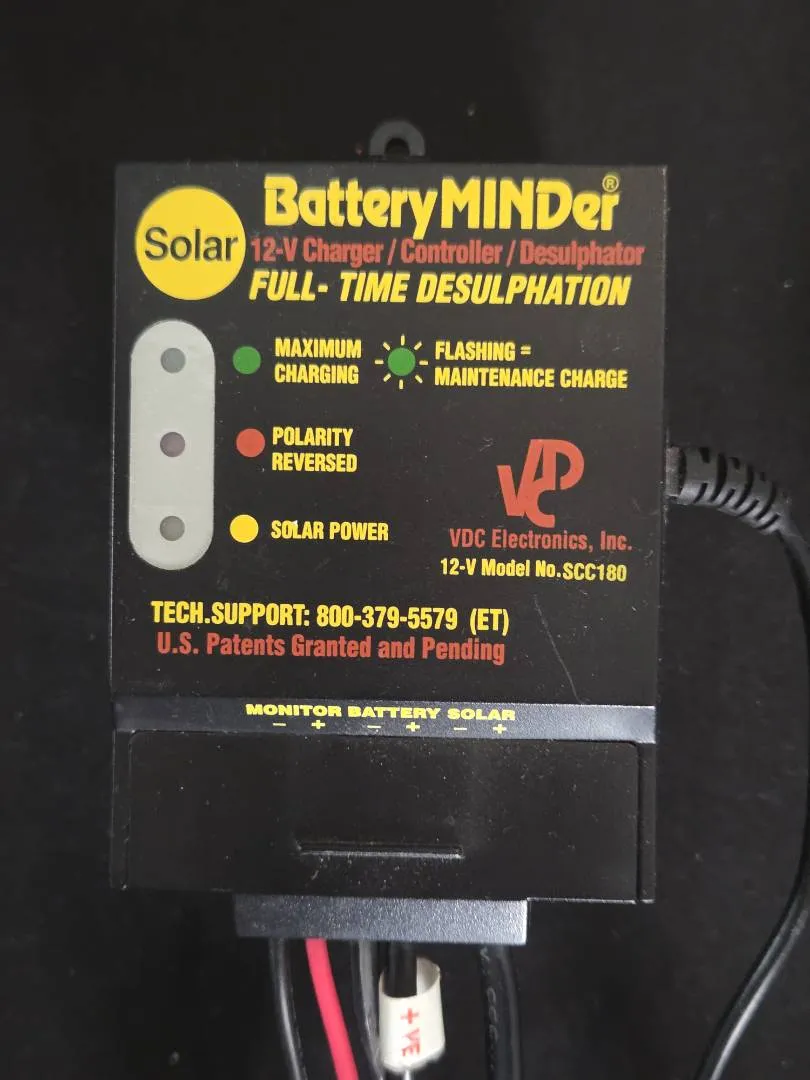 BatteryMINDer®
Solar
12-V Charger / Controller / Desulphator
FULL- TIME DESULPHATION
MAXIMUM
CHARGING
FLASHING =
MAINTENANCE CHARGE
POLARITY
REVERSED
SOLAR POWER
VDC
VDC Electronics, Inc.
12-V Model No.SCC180
TECH.SUPPORT: 800-379-5579 (ET)
U.S. Patents Granted and Pending
MONITOR BATTERY SOLAR
− + − + − +
+ VE